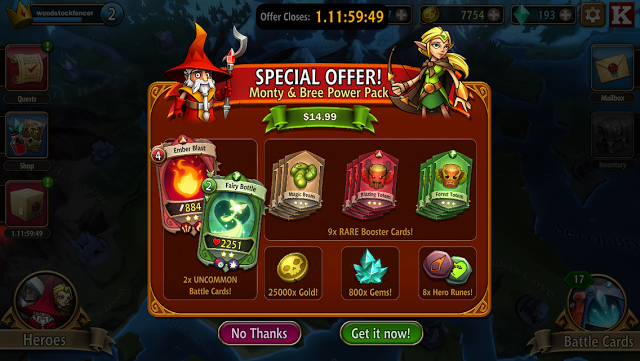 woodstockfencer
2
Offer Closes: 1.11:59:49
7754
193
K
SPECIAL OFFER!
Monty & Bree Power Pack
$14.99
Quests
Shop
1.11:59:49
Mailbox
Inventory
4
Ember Blast
884
2
Fairy Bottle
2251
2x UNCOMMON
Battle Cards!
Magic Beans
Blazing Totem
Forest Totem
9x RARE Booster Cards!
25000x Gold!
800x Gems!
8x Hero Runes!
No Thanks
Get it now!
Heroes
17
Battle Cards